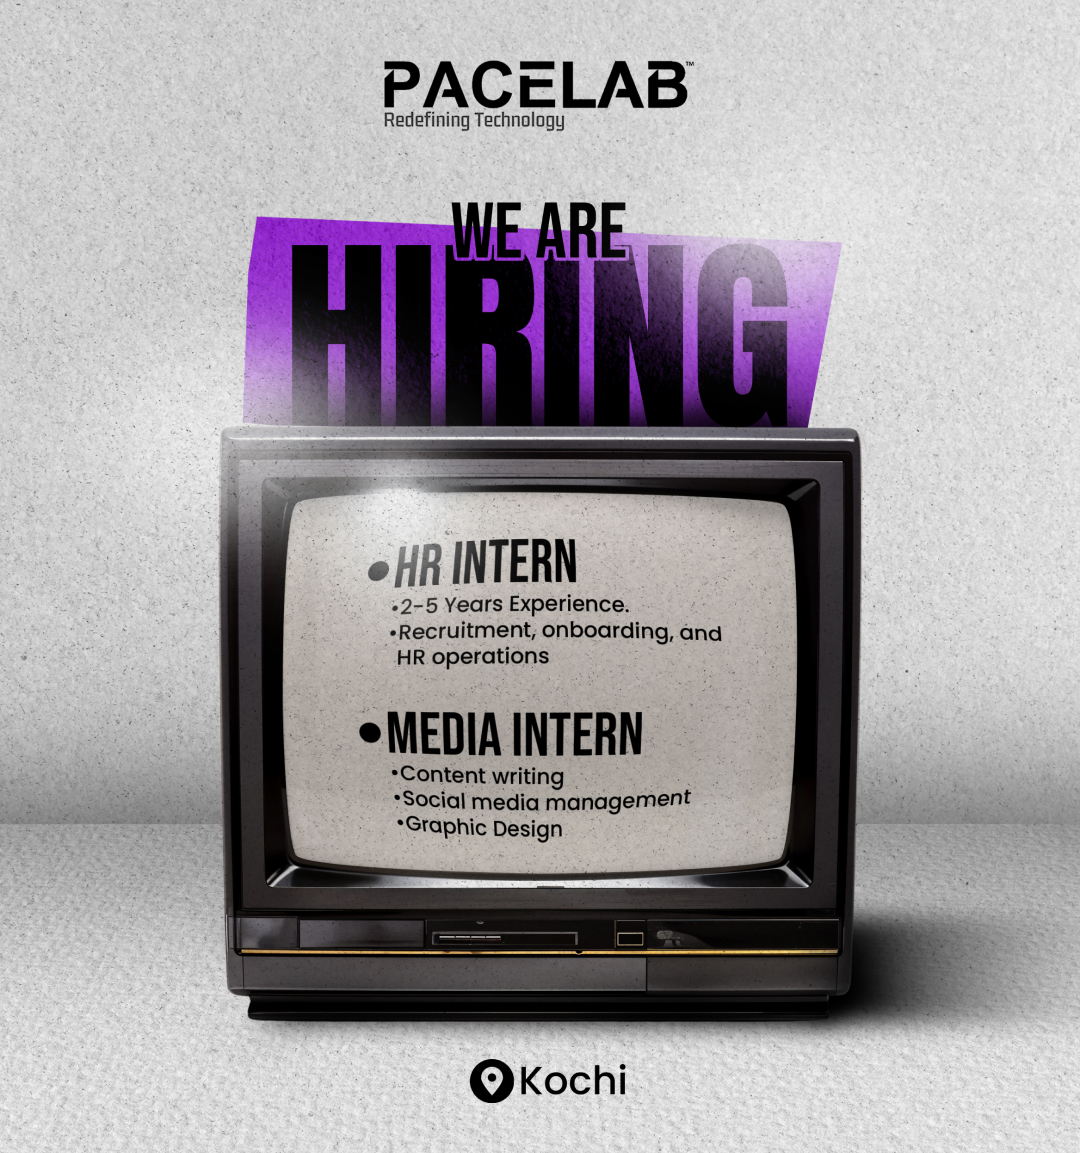 PACELAB™
Redefining Technology
WE ARE
HIRING
•HR INTERN
•2-5 Years Experience.
•Recruitment, onboarding, and
HR operations
•MEDIA INTERN
•Content writing
•Social media management
•Graphic Design
Kochi